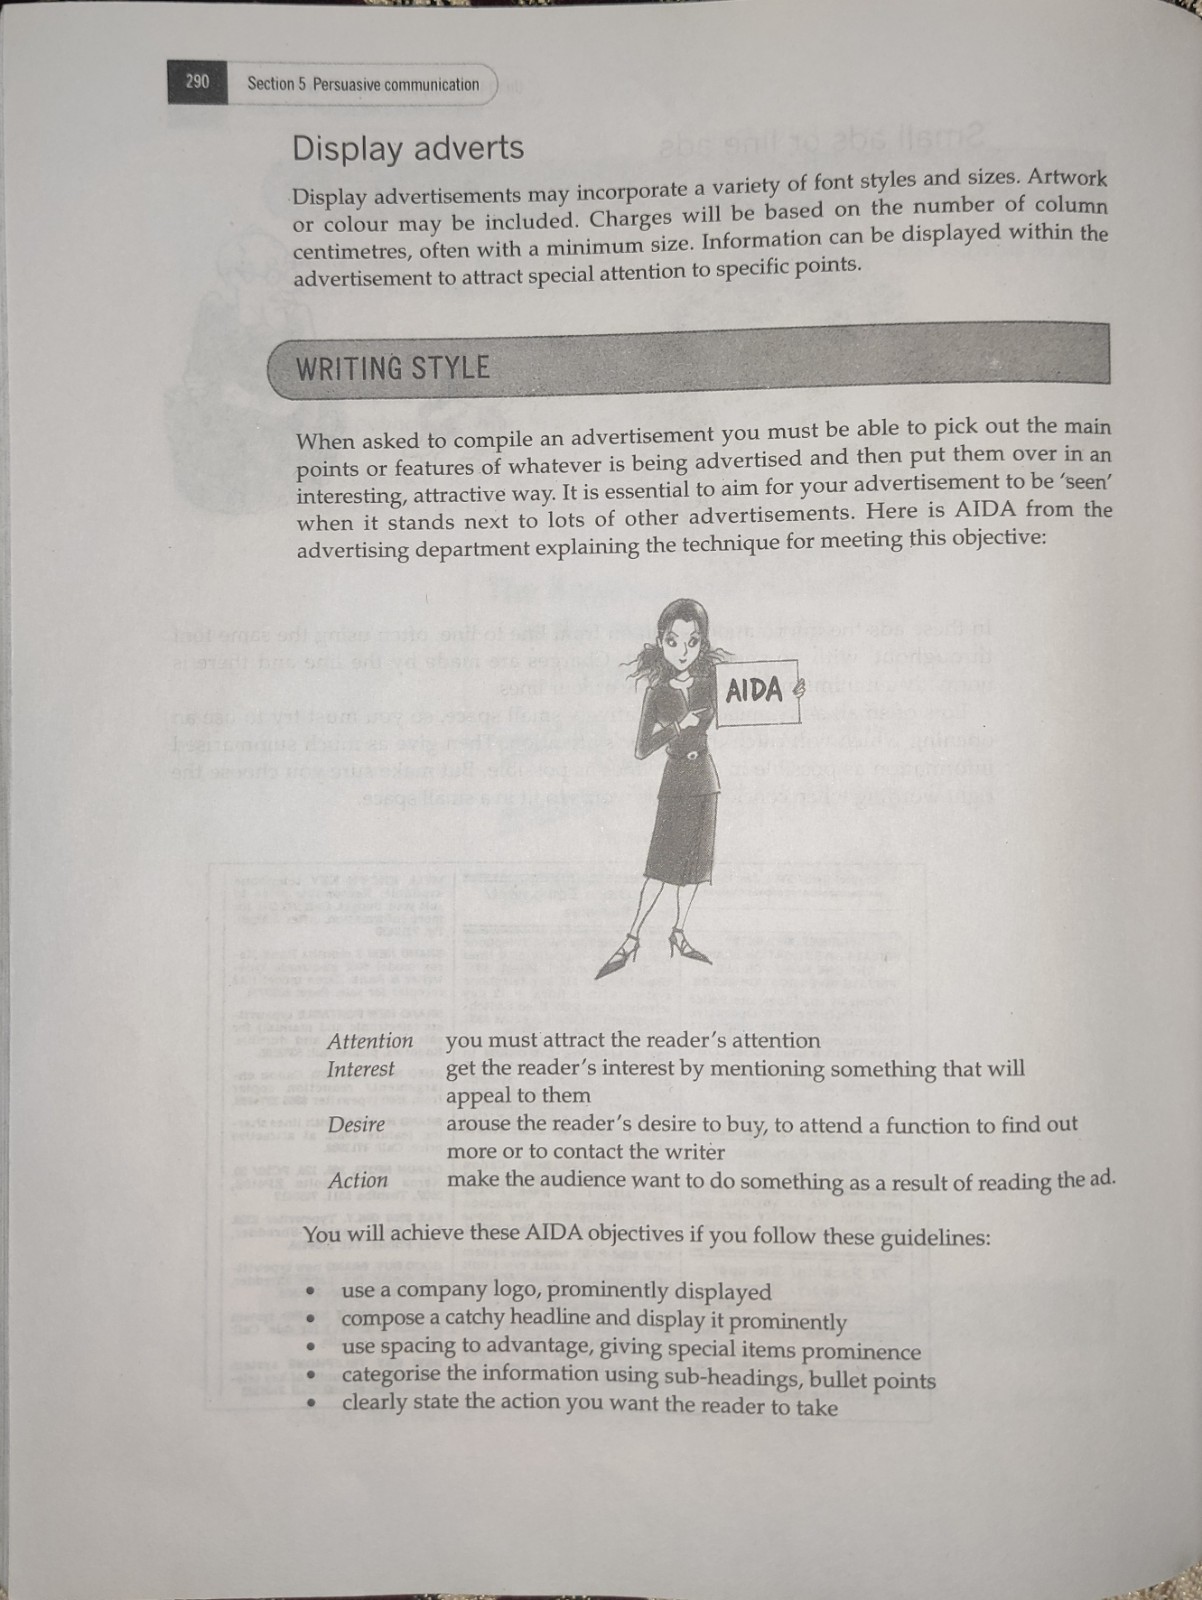 290
Section 5 Persuasive communication
Display adverts
Display advertisements may incorporate a variety of font styles and sizes. Artwork
or colour may be included. Charges will be based on the number of column
centimetres, often with a minimum size. Information can be displayed within the
advertisement to attract special attention to specific points.
WRITING STYLE
When asked to compile an advertisement you must be able to pick out the main
points or features of whatever is being advertised and then put them over in an
interesting, attractive way. It is essential to aim for your advertisement to be ‘seen’
when it stands next to lots of other advertisements. Here is AIDA from the
advertising department explaining the technique for meeting this objective:
AIDA
Attention you must attract the reader’s attention
Interest get the reader’s interest by mentioning something that will
appeal to them
Desire arouse the reader’s desire to buy, to attend a function to find out
more or to contact the writer
Action make the audience want to do something as a result of reading the ad.
You will achieve these AIDA objectives if you follow these guidelines:
• use a company logo, prominently displayed
• compose a catchy headline and display it prominently
• use spacing to advantage, giving special items prominence
• categorise the information using sub-headings, bullet points
• clearly state the action you want the reader to take